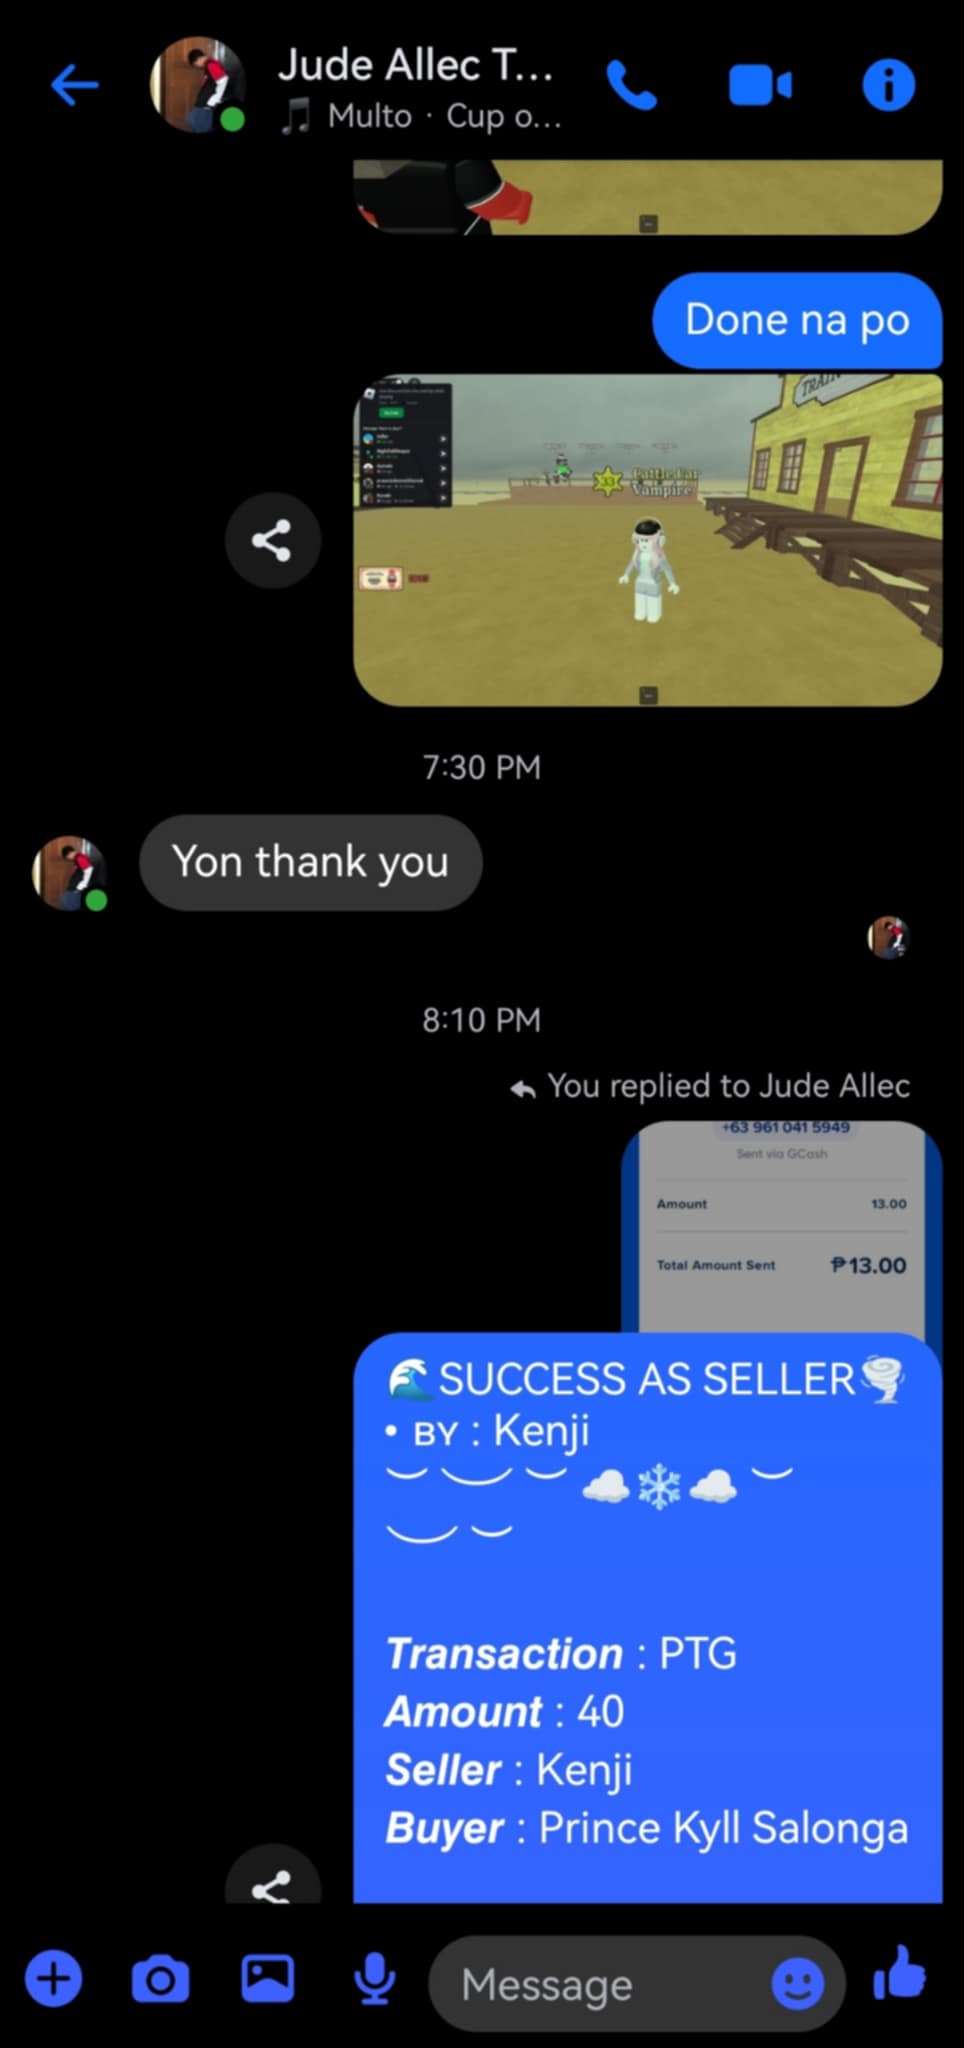 Jude Allec T...
Multo · Cup o...
Done na po
TRAIN
Battle Ear
Vampire
7:30 PM
Yon thank you
8:10 PM
You replied to Jude Allec
+63 961 041 5949
Sent via GCash
Amount 13.00
Total Amount Sent ₱13.00
🌊SUCCESS AS SELLER🌪️
• ʙʏ : Kenji
︶ ︶ ︶ ☁️❄️☁️ ︶
︶ ︶
Transaction : PTG
Amount : 40
Seller : Kenji
Buyer : Prince Kyll Salonga
Message